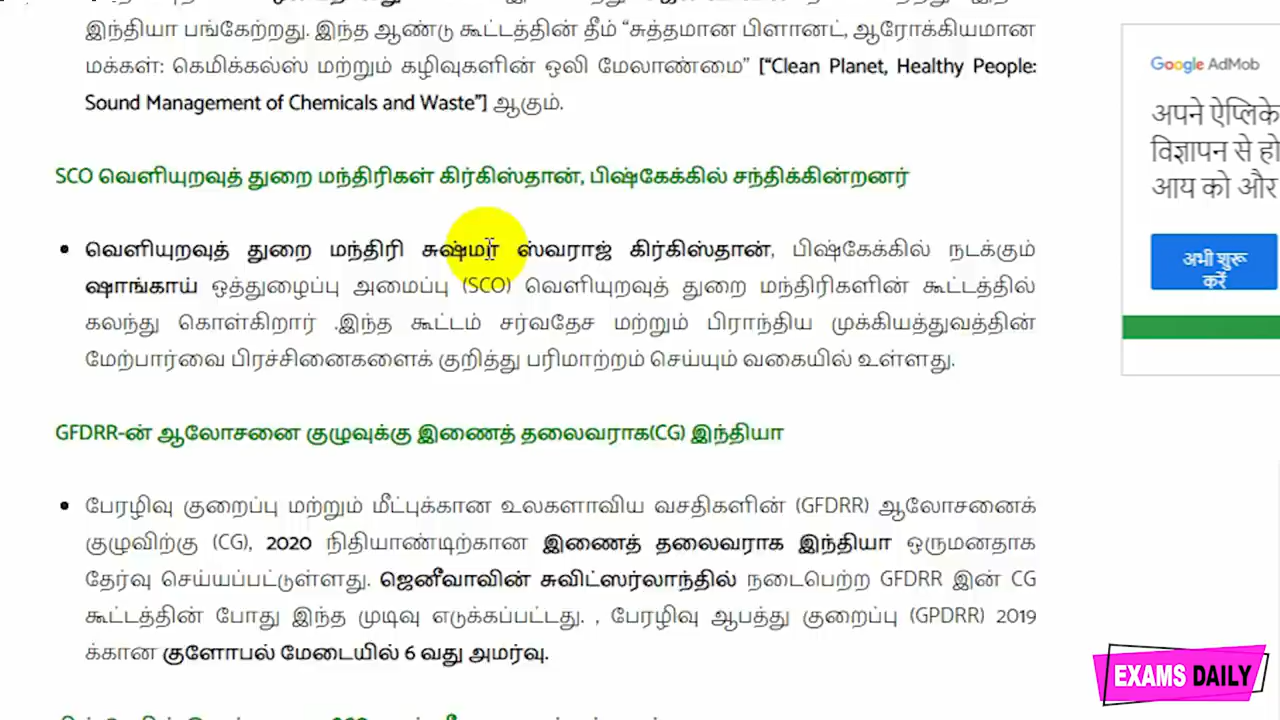 இந்தியா பங்கேற்றது. இந்த ஆண்டு கூட்டத்தின் தீம் “சுத்தமான பிளானட், ஆரோக்கியமான
மக்கள்: கெமிக்கல்ஸ் மற்றும் கழிவுகளின் ஒலி மேலாண்மை” [“Clean Planet, Healthy People:
Sound Management of Chemicals and Waste”] ஆகும்.
SCO வெளியுறவுத் துறை மந்திரிகள் கிர்கிஸ்தான், பிஷ்கேக்கில் சந்திக்கின்றனர்
வெளியுறவுத் துறை மந்திரி சுஷ்மா ஸ்வராஜ் கிர்கிஸ்தான், பிஷ்கேக்கில் நடக்கும்
ஷாங்காய் ஒத்துழைப்பு அமைப்பு (SCO) வெளியுறவுத் துறை மந்திரிகளின் கூட்டத்தில்
கலந்து கொள்கிறார் .இந்த கூட்டம் சர்வதேச மற்றும் பிராந்திய முக்கியத்துவத்தின்
மேற்பார்வை பிரச்சினைகளைக் குறித்து பரிமாற்றம் செய்யும் வகையில் உள்ளது.
GFDRR-ன் ஆலோசனை குழுவுக்கு இணைத் தலைவராக(CG) இந்தியா
பேரழிவு குறைப்பு மற்றும் மீட்புக்கான உலகளாவிய வசதிகளின் (GFDRR) ஆலோசனைக்
குழுவிற்கு (CG), 2020 நிதியாண்டிற்கான இணைத் தலைவராக இந்தியா ஒருமனதாக
தேர்வு செய்யப்பட்டுள்ளது. ஜெனீவாவின் சுவிட்ஸர்லாந்தில் நடைபெற்ற GFDRR இன் CG
கூட்டத்தின் போது இந்த முடிவு எடுக்கப்பட்டது. , பேரழிவு ஆபத்து குறைப்பு (GPDRR) 2019
க்கான குளோபல் மேடையில் 6 வது அமர்வு.
Google AdMob
अपने ऐप्लिके
विज्ञापन से हो
आय को और
अभी शुरू
करें
EXAMS DAILY